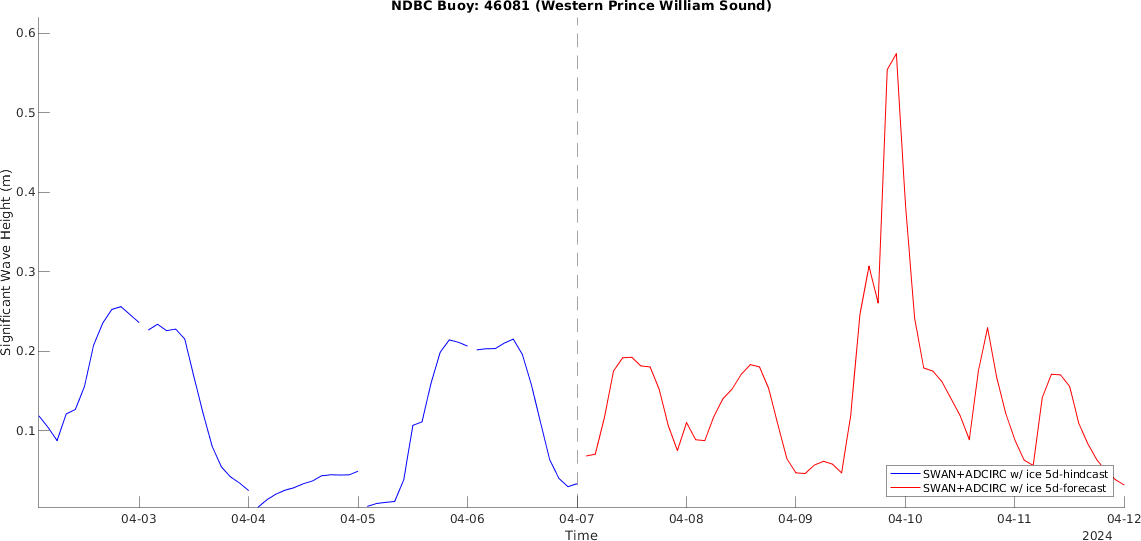 NDBC Buoy: 46081 (Western Prince William Sound)
Significant Wave Height (m)
0.6
0.5
0.4
0.3
0.2
0.1
SWAN+ADCIRC w/ ice 5d-hindcast
SWAN+ADCIRC w/ ice 5d-forecast
04-03 04-04 04-05 04-06 04-07 04-08 04-09 04-10 04-11 04-12
Time
2024